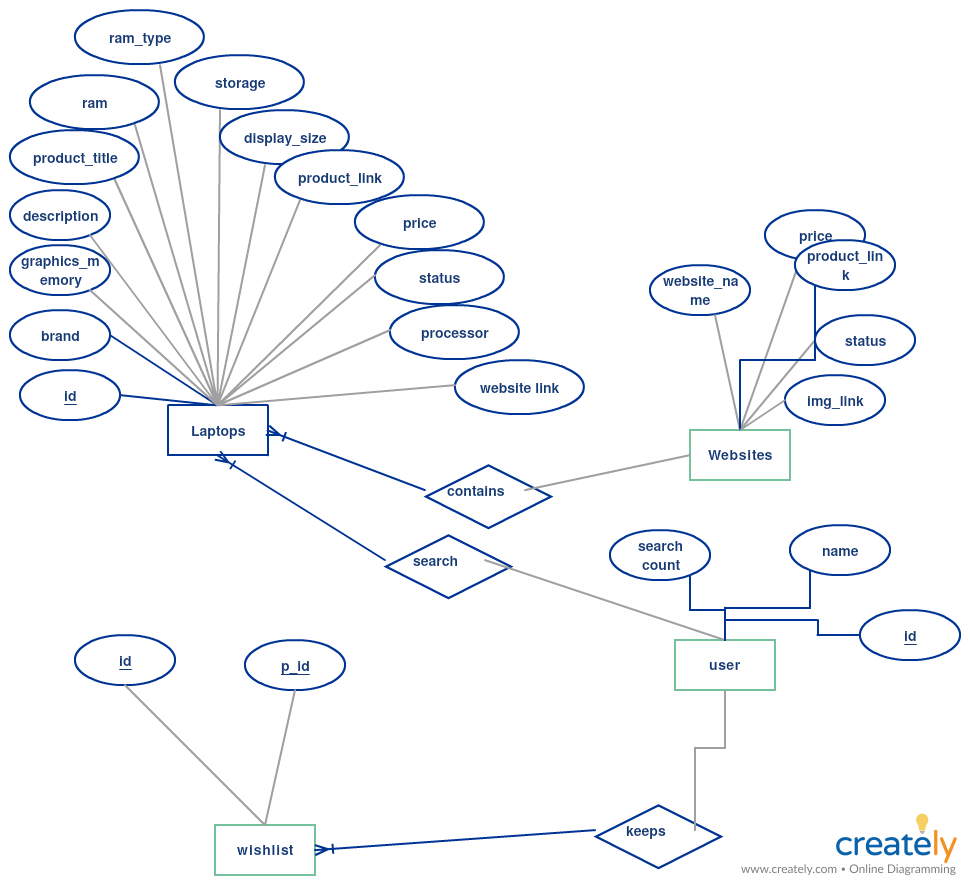 ram_type
storage
ram
display_size
product_title
product_link
description
price
graphics_m
emory
status
brand
processor
id
website link
Laptops
price
product_lin
k
website_na
me
status
img_link
Websites
contains
search
search
count
name
id
user
id
p_id
wishlist
keeps
creately
www.creately.com • Online Diagramming